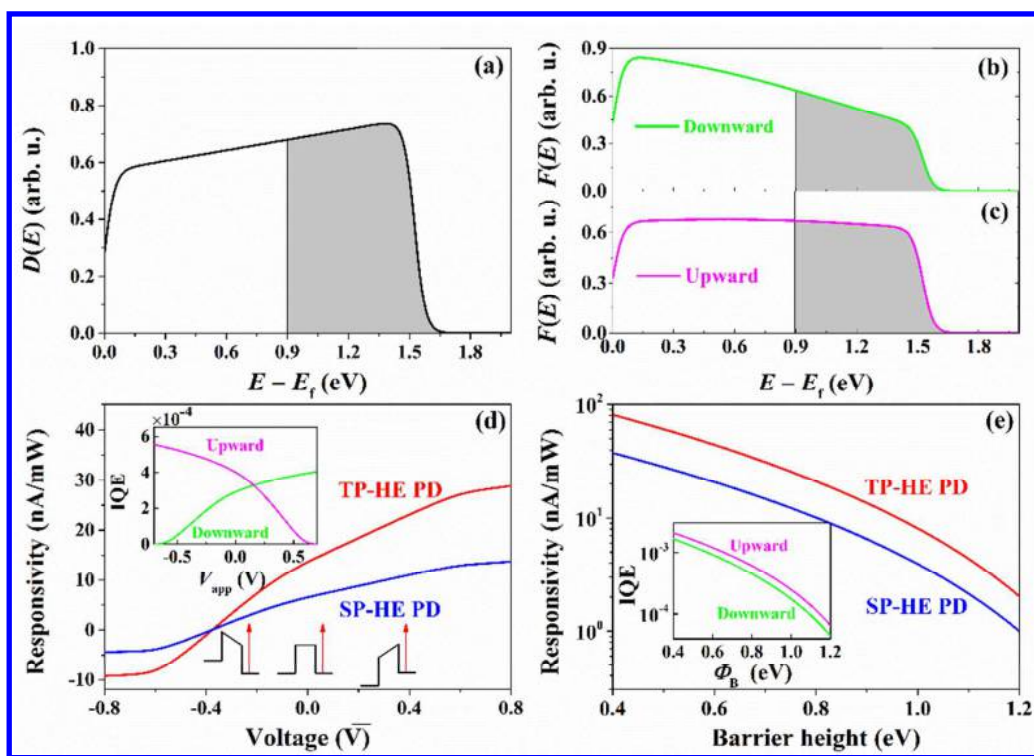 (a)
1.0
0.8
0.6
0.4
0.2
0.0
D(E) (arb. u.)
0.0 0.3 0.6 0.9 1.2 1.5 1.8
E − E_f (eV)
(b)
0.9
0.6
0.3
0.0
F(E) (arb. u.)
Downward
(c)
0.6
0.3
0.0
F(E) (arb. u.)
Upward
0.0 0.3 0.6 0.9 1.2 1.5 1.8
E − E_f (eV)
(d)
40
30
20
10
0
-10
Responsivity (nA/mW)
×10⁻⁴
6
4
2
0
IQE
Upward
Downward
-0.5 0.0 0.5
V_app (V)
TP-HE PD
SP-HE PD
-0.8 -0.4 0.0 0.4 0.8
Voltage (V)
(e)
10²
10¹
10⁰
Responsivity (nA/mW)
TP-HE PD
SP-HE PD
10⁻³
10⁻⁴
IQE
Upward
Downward
0.4 0.6 0.8 1.0 1.2
Φ_B (eV)
0.4 0.6 0.8 1.0 1.2
Barrier height (eV)